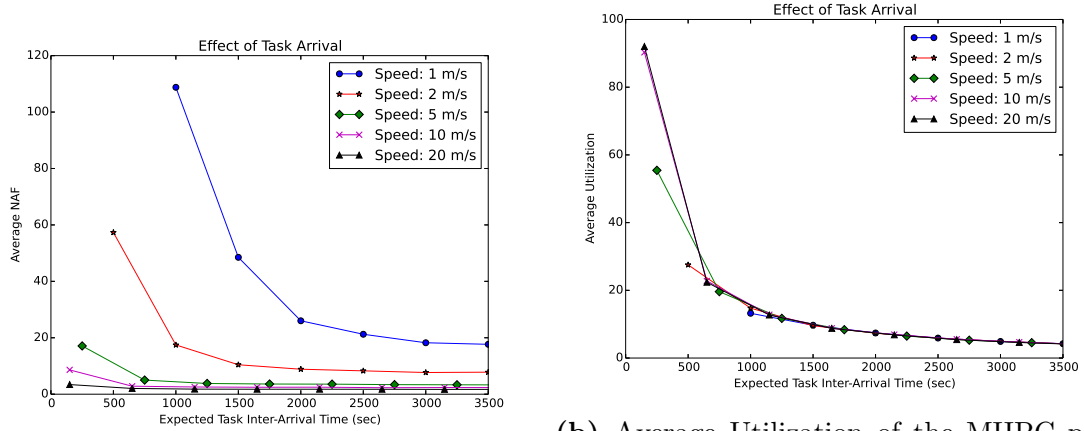 Effect of Task Arrival
120
100
80
60
40
20
0
Average NAF
Speed: 1 m/s
Speed: 2 m/s
Speed: 5 m/s
Speed: 10 m/s
Speed: 20 m/s
0 500 1000 1500 2000 2500 3000 3500
Expected Task Inter-Arrival Time (sec)
Effect of Task Arrival
100
80
60
40
20
0
Average Utilization
Speed: 1 m/s
Speed: 2 m/s
Speed: 5 m/s
Speed: 10 m/s
Speed: 20 m/s
0 500 1000 1500 2000 2500 3000 3500
Expected Task Inter-Arrival Time (sec)
(b) Average Utilization of the